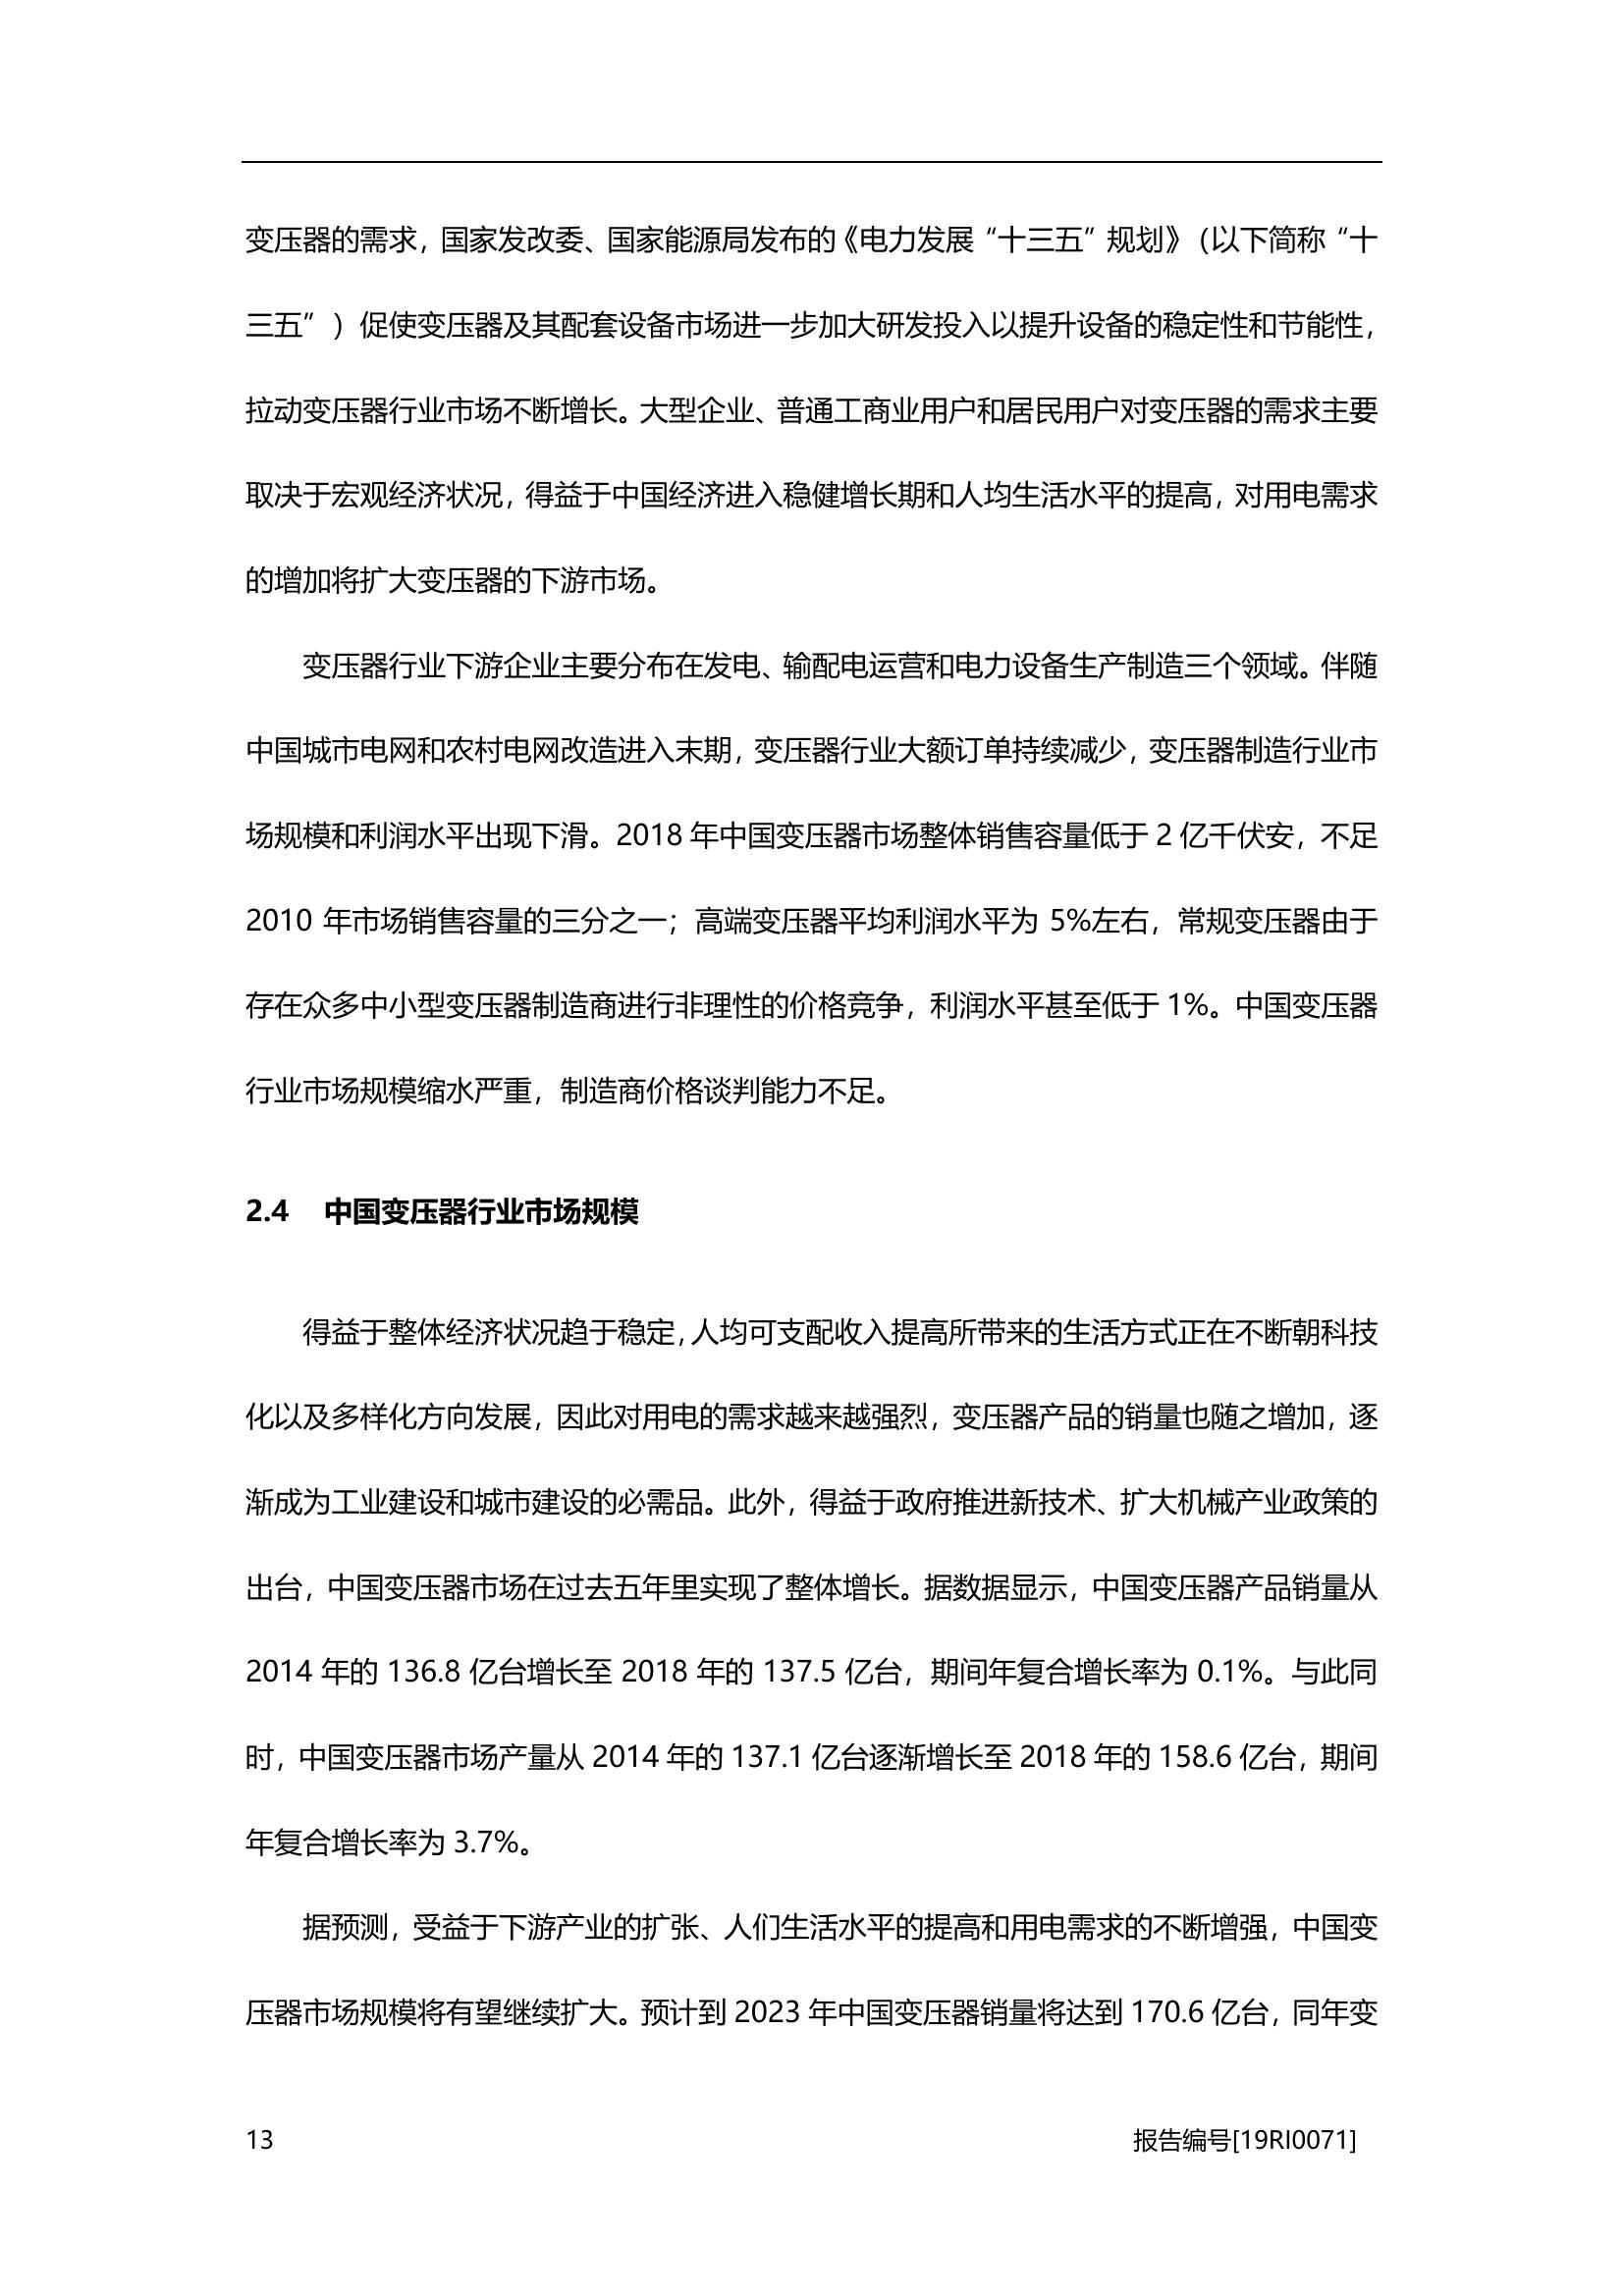 变压器的需求，国家发改委、国家能源局发布的《电力发展“十三五”规划》（以下简称“十
三五”）促使变压器及其配套设备市场进一步加大研发投入以提升设备的稳定性和节能性，
拉动变压器行业市场不断增长。大型企业、普通工商业用户和居民用户对变压器的需求主要
取决于宏观经济状况，得益于中国经济进入稳健增长期和人均生活水平的提高，对用电需求
的增加将扩大变压器的下游市场。
变压器行业下游企业主要分布在发电、输配电运营和电力设备生产制造三个领域。伴随
中国城市电网和农村电网改造进入末期，变压器行业大额订单持续减少，变压器制造行业市
场规模和利润水平出现下滑。2018 年中国变压器市场整体销售容量低于 2 亿千伏安，不足
2010 年市场销售容量的三分之一；高端变压器平均利润水平为 5%左右，常规变压器由于
存在众多中小型变压器制造商进行非理性的价格竞争，利润水平甚至低于 1%。中国变压器
行业市场规模缩水严重，制造商价格谈判能力不足。
2.4 中国变压器行业市场规模
得益于整体经济状况趋于稳定，人均可支配收入提高所带来的生活方式正在不断朝科技
化以及多样化方向发展，因此对用电的需求越来越强烈，变压器产品的销量也随之增加，逐
渐成为工业建设和城市建设的必需品。此外，得益于政府推进新技术、扩大机械产业政策的
出台，中国变压器市场在过去五年里实现了整体增长。据数据显示，中国变压器产品销量从
2014 年的 136.8 亿台增长至 2018 年的 137.5 亿台，期间年复合增长率为 0.1%。与此同
时，中国变压器市场产量从 2014 年的 137.1 亿台逐渐增长至 2018 年的 158.6 亿台，期间
年复合增长率为 3.7%。
据预测，受益于下游产业的扩张、人们生活水平的提高和用电需求的不断增强，中国变
压器市场规模将有望继续扩大。预计到 2023 年中国变压器销量将达到 170.6 亿台，同年变
13 报告编号[19RI0071]